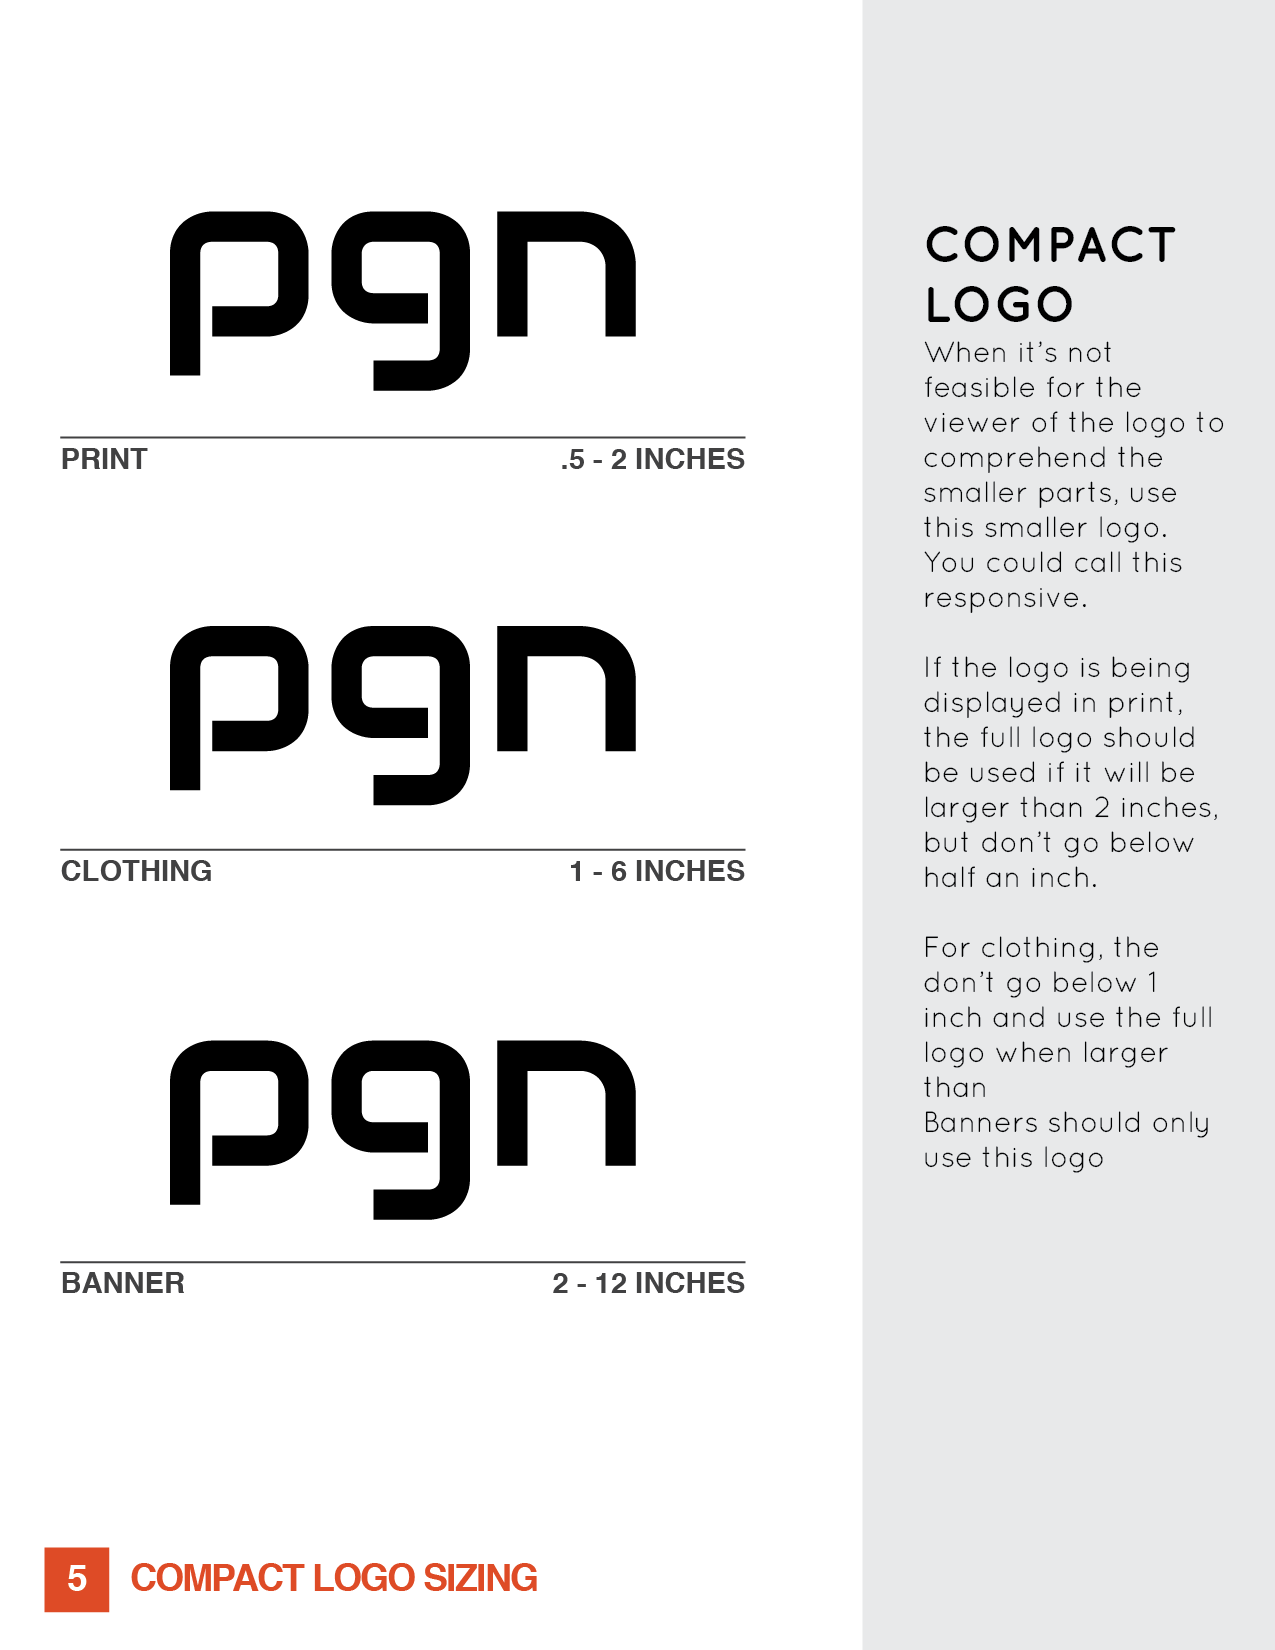 pgn
PRINT .5 - 2 INCHES
pgn
CLOTHING 1 - 6 INCHES
pgn
BANNER 2 - 12 INCHES
5 COMPACT LOGO SIZING
COMPACT
LOGO
When it’s not
feasible for the
viewer of the logo to
comprehend the
smaller parts, use
this smaller logo.
You could call this
responsive.
If the logo is being
displayed in print,
the full logo should
be used if it will be
larger than 2 inches,
but don’t go below
half an inch.
For clothing, the
don’t go below 1
inch and use the full
logo when larger
than
Banners should only
use this logo